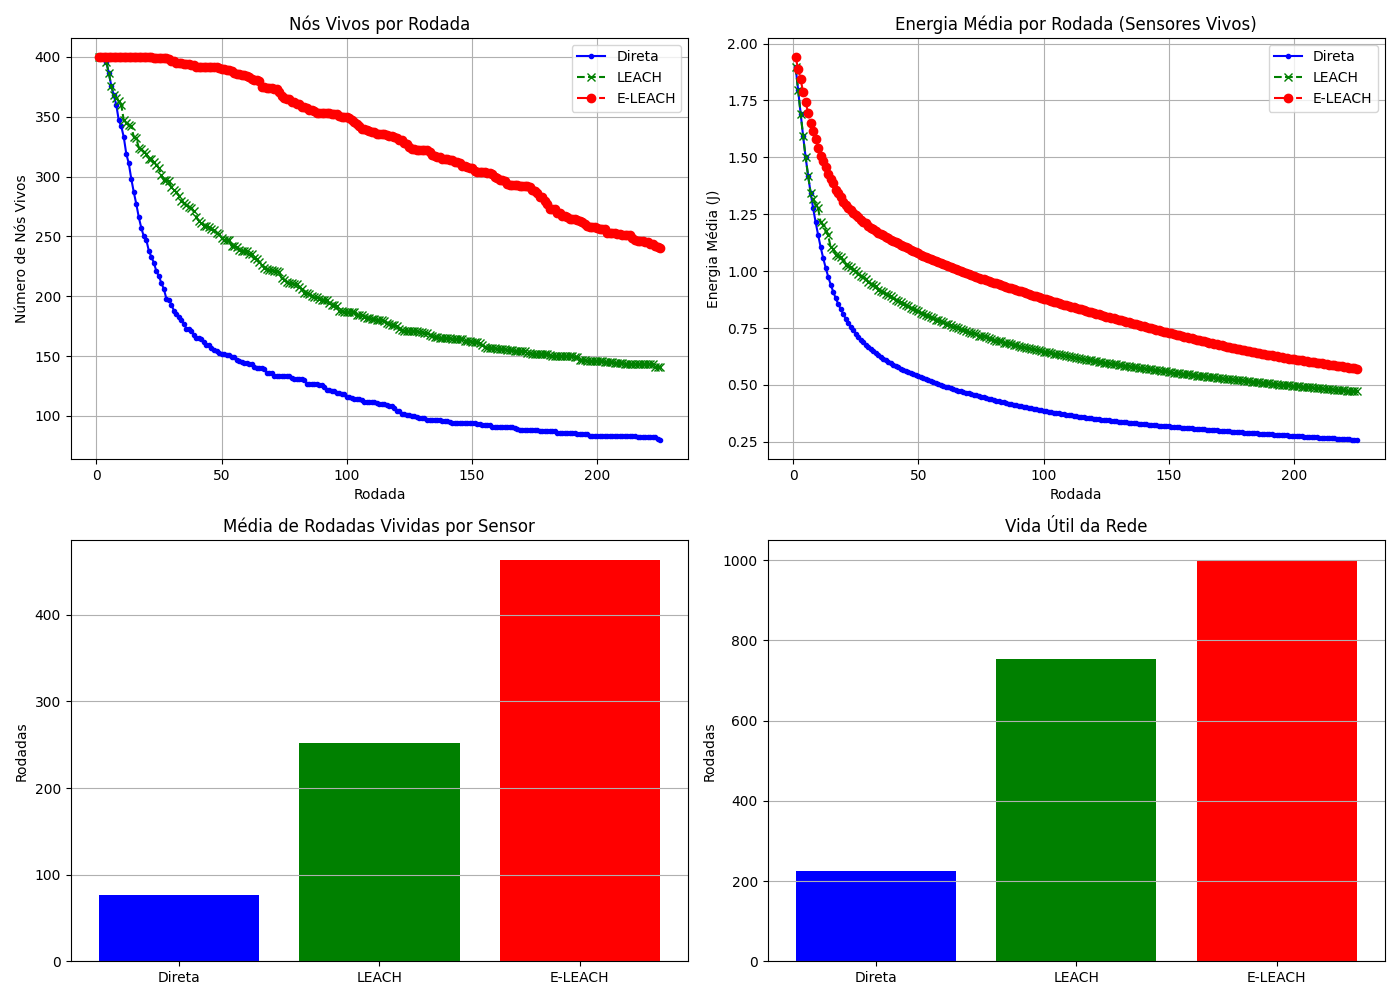 Nós Vivos por Rodada
Número de Nós Vivos
400
350
300
250
200
150
100
0
50
100
150
200
Rodada
Direta
LEACH
E-LEACH
Energia Média por Rodada (Sensores Vivos)
Energia Média (J)
2.00
1.75
1.50
1.25
1.00
0.75
0.50
0.25
0
50
100
150
200
Rodada
Direta
LEACH
E-LEACH
Média de Rodadas Vividas por Sensor
Rodadas
400
300
200
100
0
Direta
LEACH
E-LEACH
Vida Útil da Rede
Rodadas
1000
800
600
400
200
0
Direta
LEACH
E-LEACH